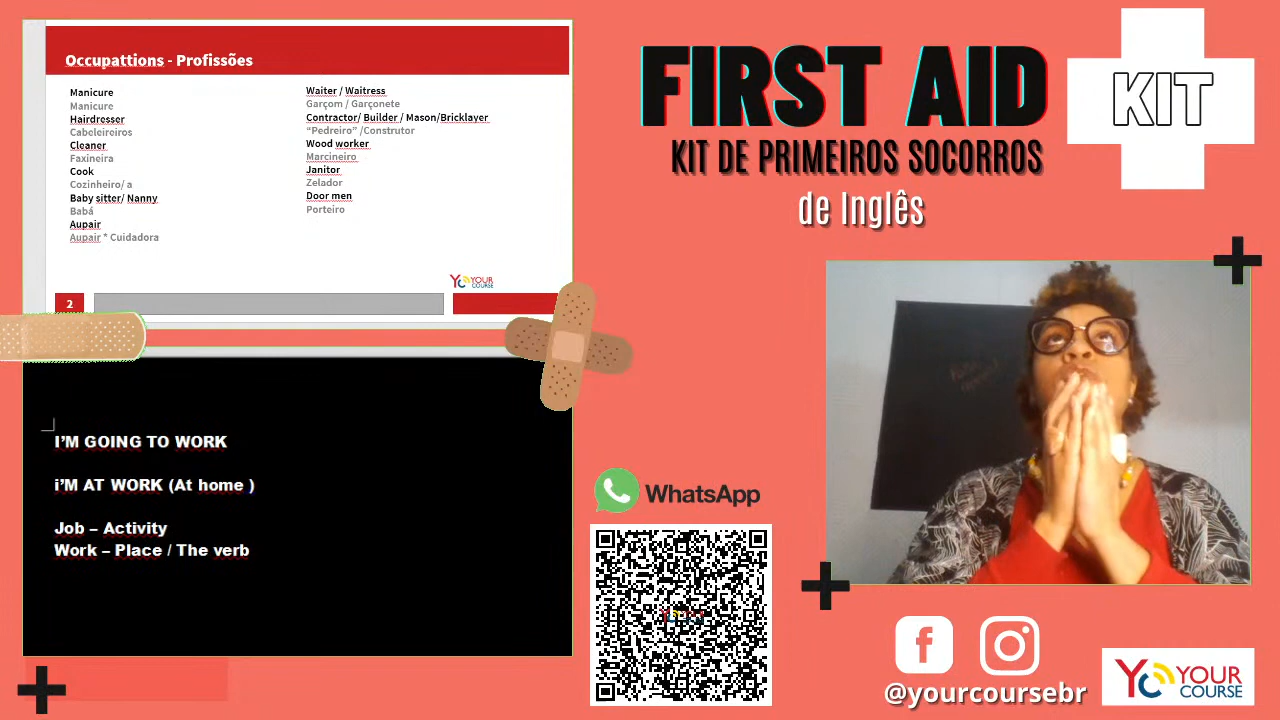 Occupattions - Profissões
Manicure
Manicure
Hairdresser
Cabeleireiros
Cleaner
Faxineira
Cook
Cozinheiro/ a
Baby sitter/ Nanny
Babá
Aupair
Aupair * Cuidadora
Waiter / Waitress
Garçom / Garçonete
Contractor/ Builder / Mason/Bricklayer
“Pedreiro” /Construtor
Wood worker
Marcineiro
Janitor
Zelador
Door men
Porteiro
YC YOUR COURSE
2
I’M GOING TO WORK
i’M AT WORK (At home )
Job – Activity
Work – Place / The verb
FIRST AID
KIT
KIT DE PRIMEIROS SOCORROS
de Inglês
WhatsApp
@yourcoursebr
YC YOUR
COURSE